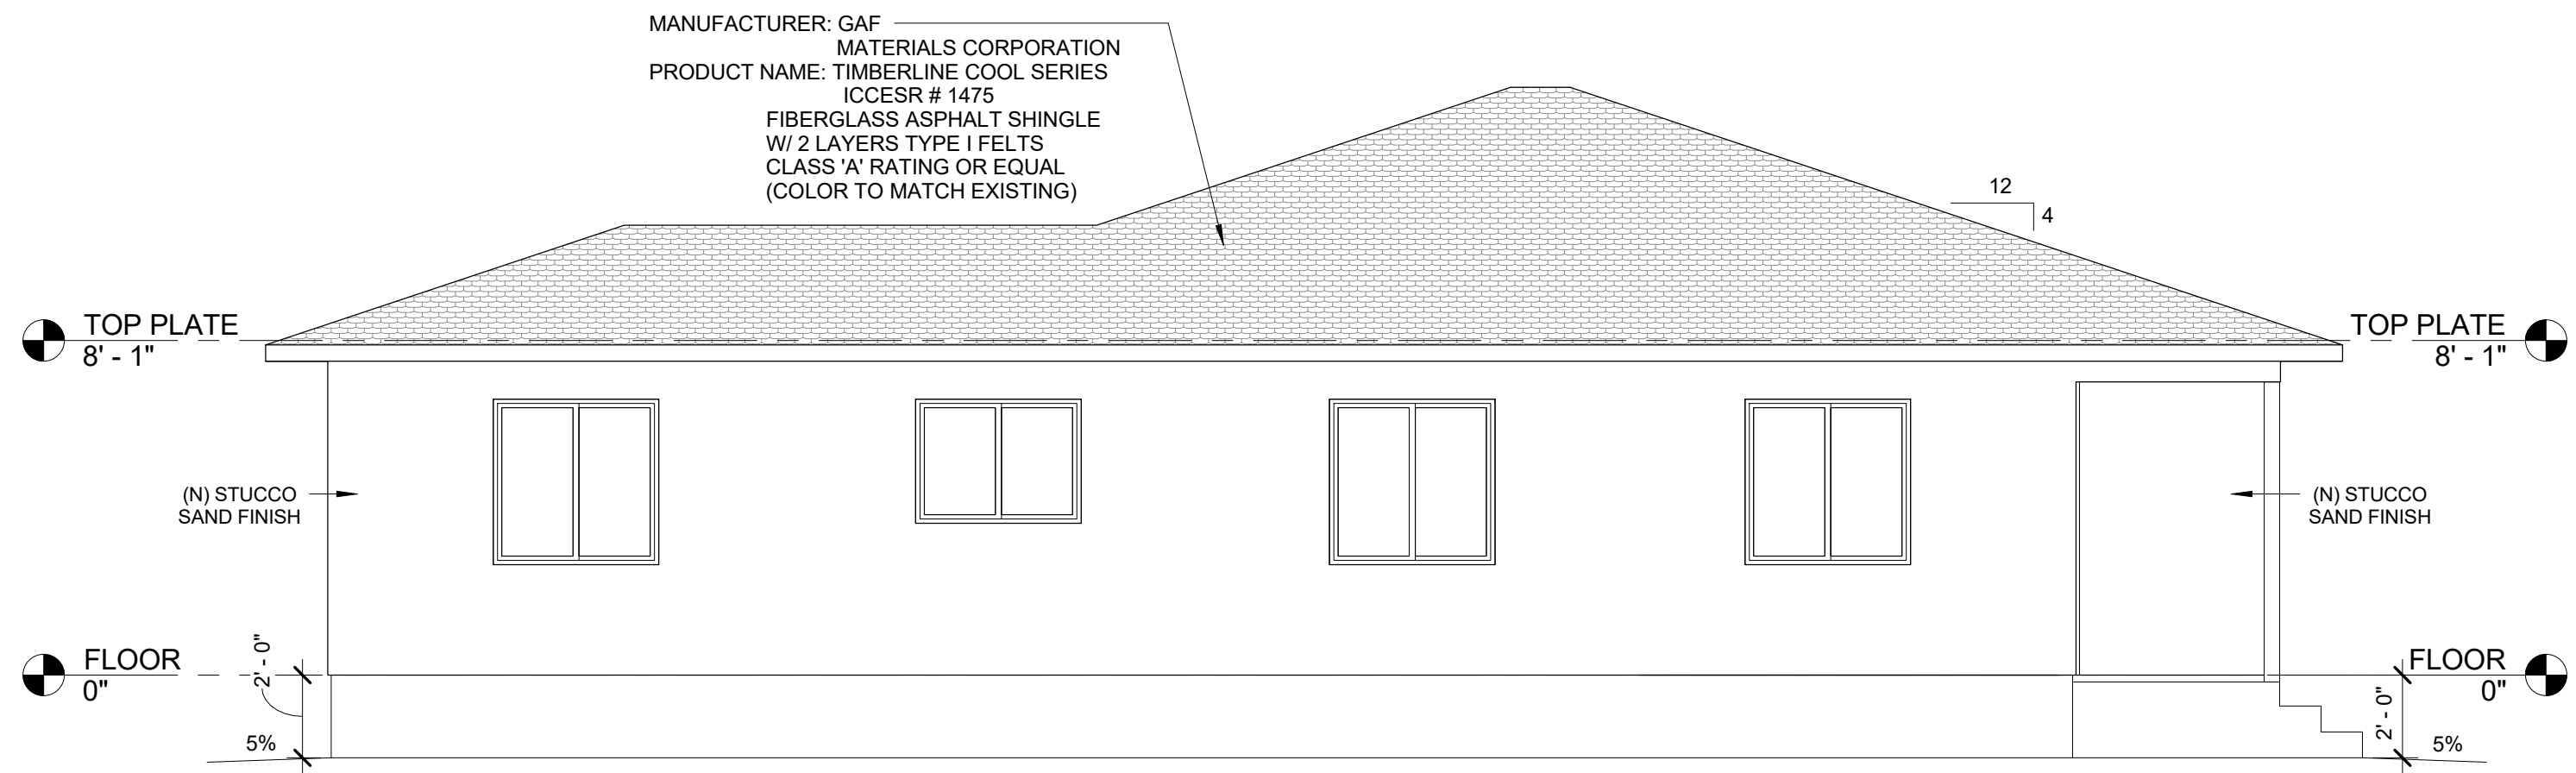 MANUFACTURER: GAF
MATERIALS CORPORATION
PRODUCT NAME: TIMBERLINE COOL SERIES
ICCESR # 1475
FIBERGLASS ASPHALT SHINGLE
W/ 2 LAYERS TYPE I FELTS
CLASS 'A' RATING OR EQUAL
(COLOR TO MATCH EXISTING)
12
4
TOP PLATE
8' - 1"
TOP PLATE
8' - 1"
(N) STUCCO
SAND FINISH
(N) STUCCO
SAND FINISH
FLOOR
0"
2' - 0"
5%
FLOOR
0"
2' - 0"
5%